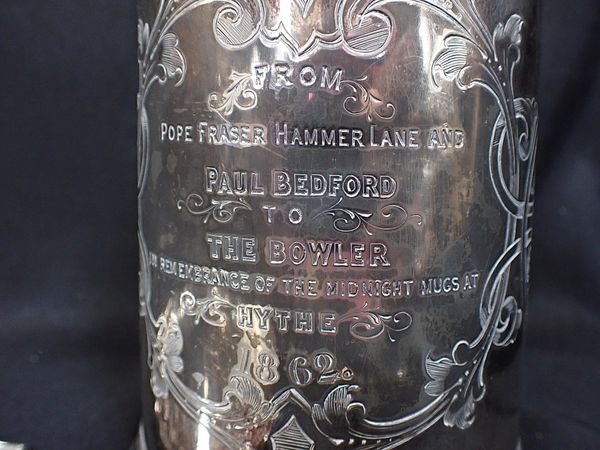 FROM
POPE FRASER HAMMER LANE AND
PAUL BEDFORD
TO
THE BOWLER
IN REMEMBRANCE OF THE MIDNIGHT MUGS AT
HYTHE
1862.